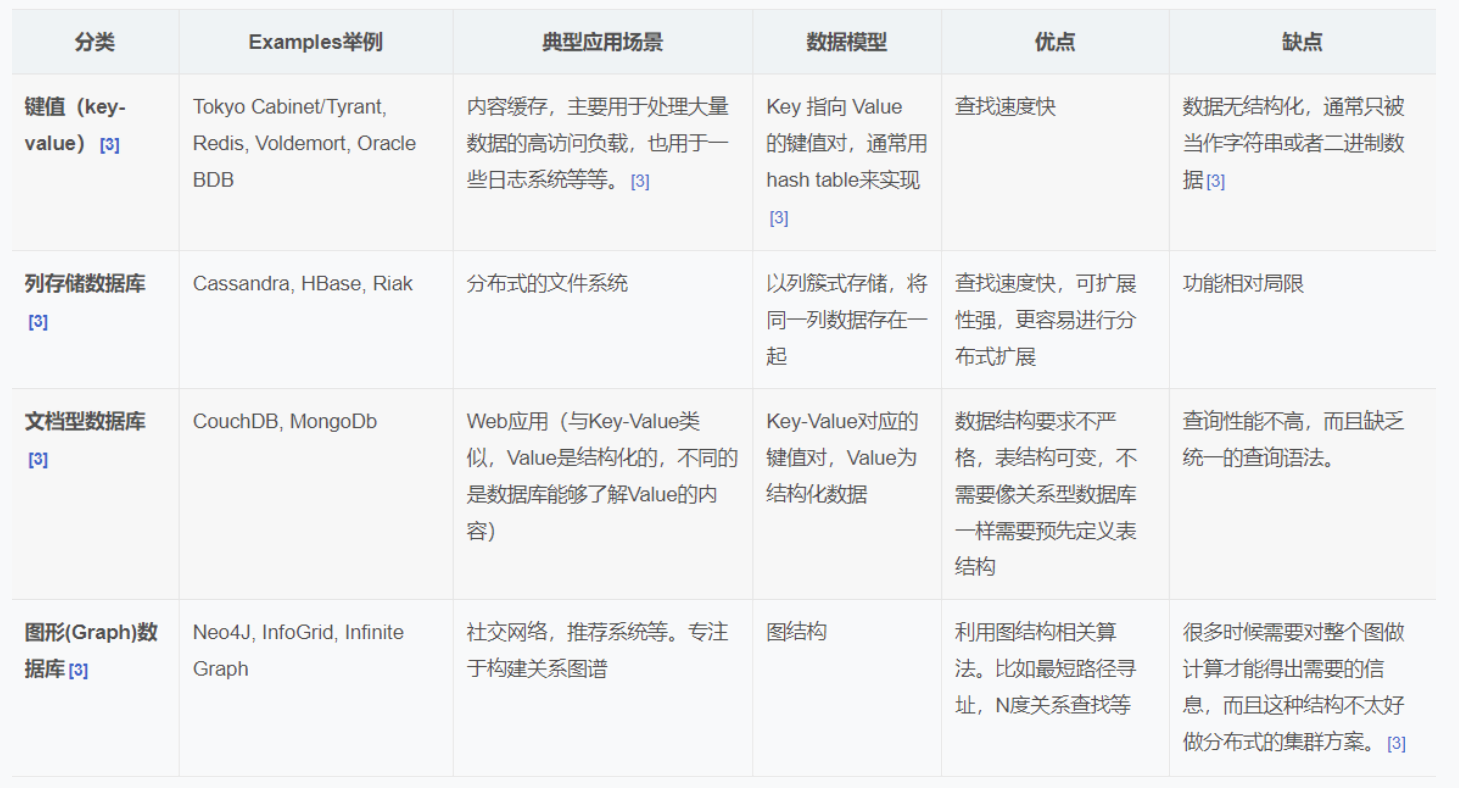 分类
Examples举例
典型应用场景
数据模型
优点
缺点
键值（key-
value） [3]
Tokyo Cabinet/Tyrant,
Redis, Voldemort, Oracle
BDB
内容缓存，主要用于处理大量
数据的高访问负载，也用于一
些日志系统等等。 [3]
Key 指向 Value
的键值对，通常用
hash table来实现
[3]
查找速度快
数据无结构化，通常只被
当作字符串或者二进制数
据 [3]
列存储数据库
[3]
Cassandra, HBase, Riak
分布式的文件系统
以列簇式存储，将
同一列数据存在一
起
查找速度快，可扩展
性强，更容易进行分
布式扩展
功能相对局限
文档型数据库
[3]
CouchDB, MongoDb
Web应用（与Key-Value类
似，Value是结构化的，不同的
是数据库能够了解Value的内
容）
Key-Value对应的
键值对，Value为
结构化数据
数据结构要求不严
格，表结构可变，不
需要像关系型数据库
一样需要预先定义表
结构
查询性能不高，而且缺乏
统一的查询语法。
图形(Graph)数
据库 [3]
Neo4J, InfoGrid, Infinite
Graph
社交网络，推荐系统等。专注
于构建关系图谱
图结构
利用图结构相关算
法。比如最短路径寻
址，N度关系查找等
很多时候需要对整个图做
计算才能得出需要的信
息，而且这种结构不太好
做分布式的集群方案。 [3]